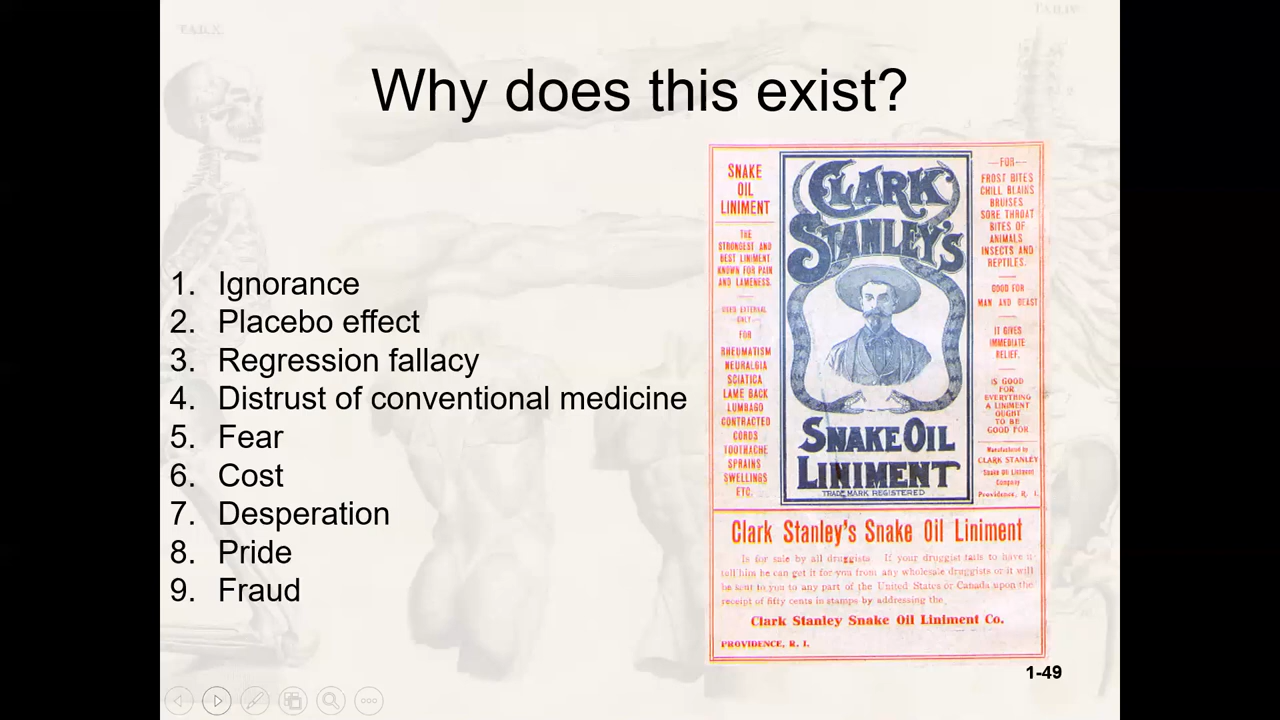 TAB.X.
TAB.IV.
Why does this exist?
1. Ignorance
2. Placebo effect
3. Regression fallacy
4. Distrust of conventional medicine
5. Fear
6. Cost
7. Desperation
8. Pride
9. Fraud
SNAKE
OIL
LINIMENT
THE
STRONGEST AND
BEST LINIMENT
KNOWN FOR PAIN
AND LAMENESS.
USED EXTERNAL
ONLY
FOR
RHEUMATISM
NEURALGIA
SCIATICA
LAME BACK
LUMBAGO
CONTRACTED
CORDS
TOOTHACHE
SPRAINS
SWELLINGS
ETC.
CLARK
STANLEY'S
SNAKE OIL
LINIMENT
TRADE MARK REGISTERED
—FOR—
FROST BITES
CHILL BLAINS
BRUISES
SORE THROAT
BITES OF
ANIMALS
INSECTS AND
REPTILES.
GOOD FOR
MAN AND BEAST
IT GIVES
IMMEDIATE
RELIEF.
IS GOOD
FOR
EVERYTHING
A LINIMENT
OUGHT
TO BE
GOOD FOR
Manufactured by
CLARK STANLEY
Snake Oil Liniment
Company
Providence, R. I.
Clark Stanley's Snake Oil Liniment
Is for sale by all druggists. If your druggist fails to have it
tell him he can get it for you from any wholesale druggists or it will
be sent to you to any part of the United States or Canada upon the
receipt of fifty cents in stamps by addressing the
Clark Stanley Snake Oil Liniment Co.
PROVIDENCE, R. I.
1-49